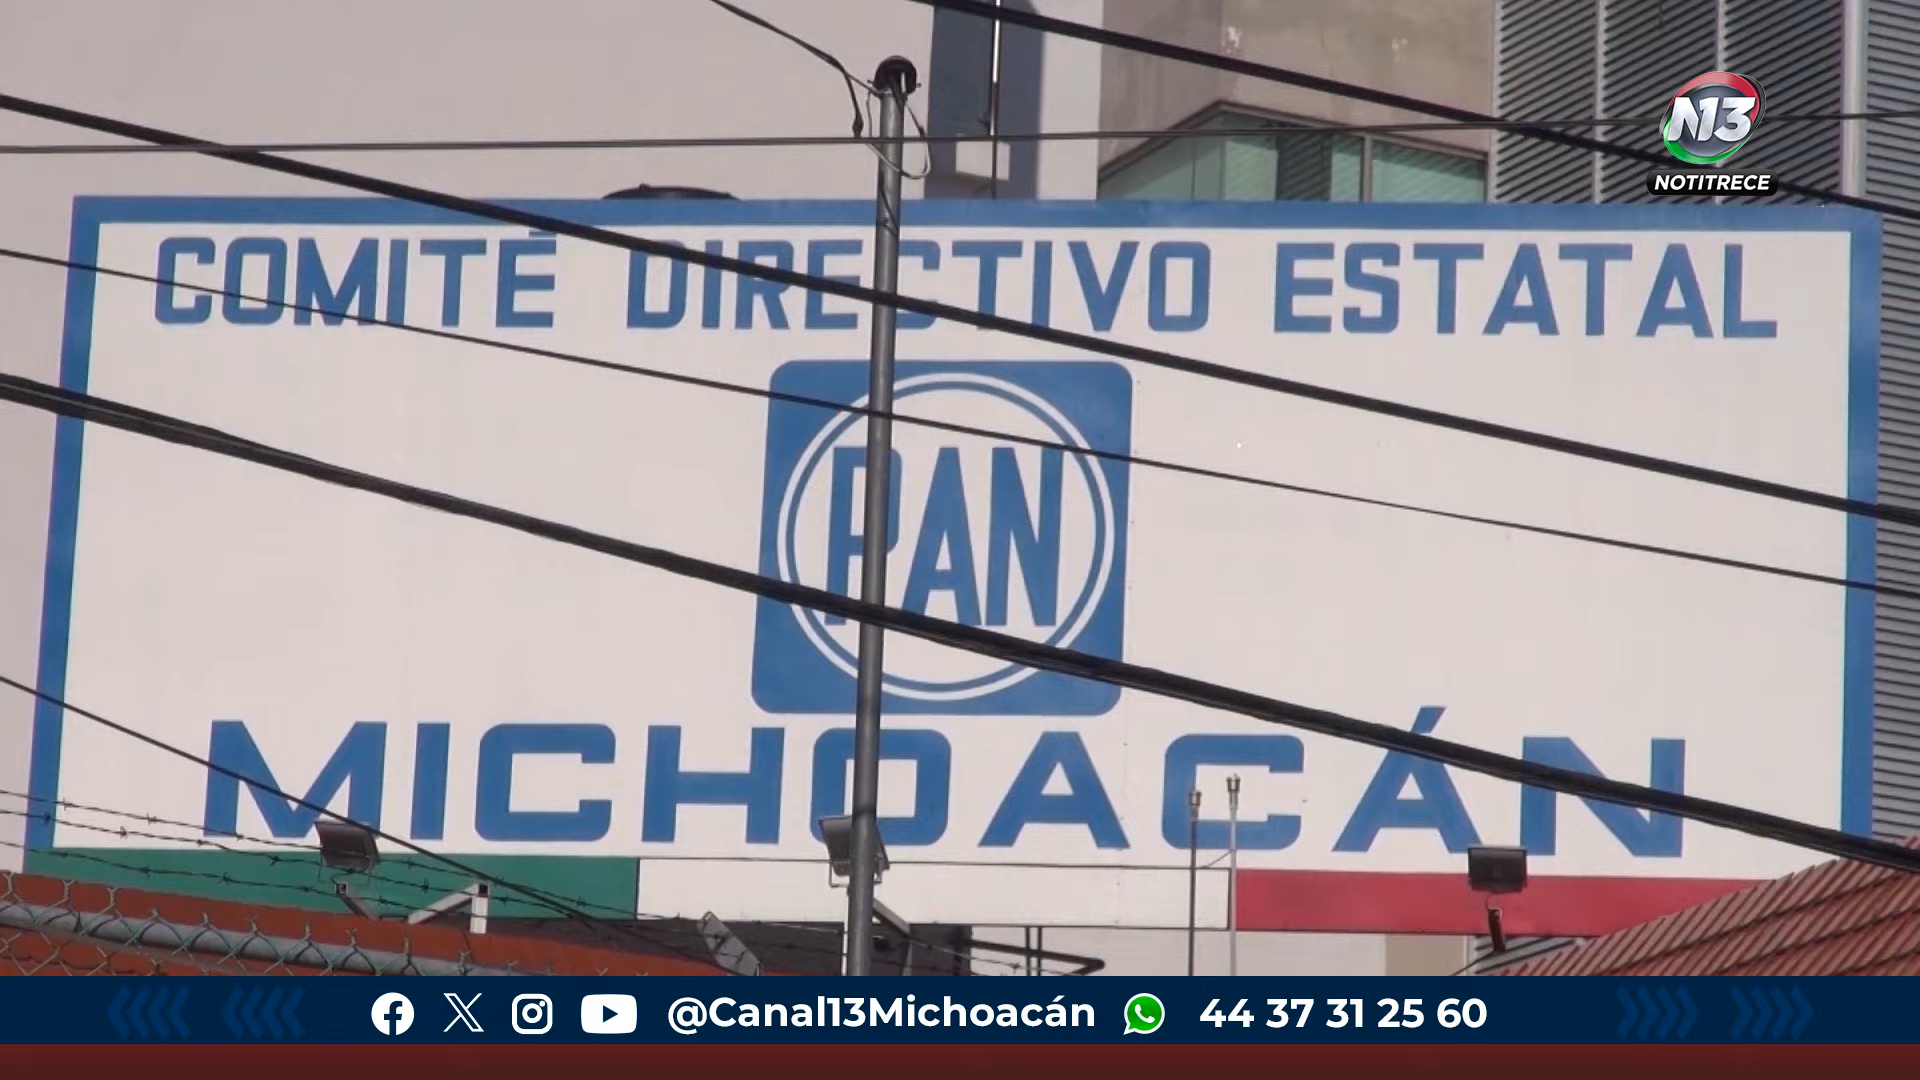 N13
NOTITRECE
COMITÉ DIRECTIVO ESTATAL
PAN
MICHOACÁN
@Canal13Michoacán 44 37 31 25 60